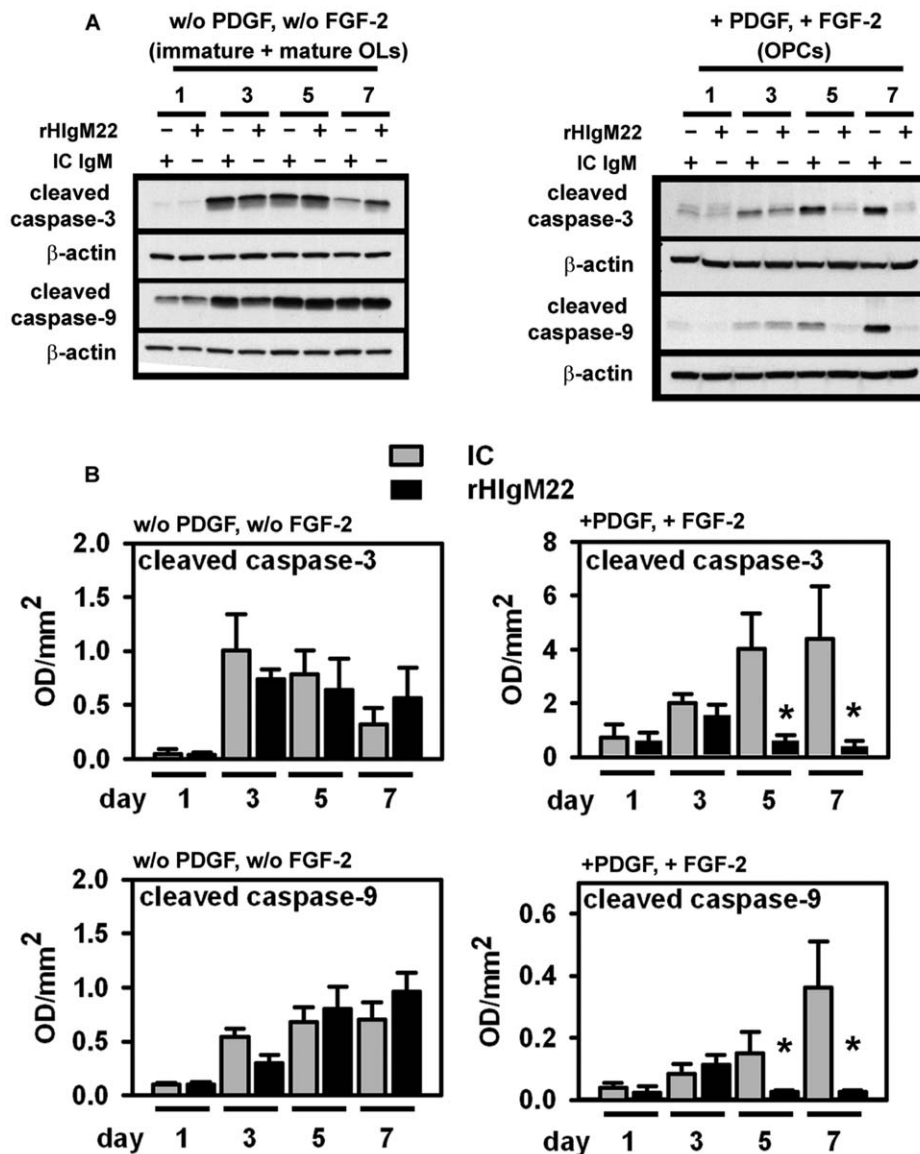 A
w/o PDGF, w/o FGF-2
(immature + mature OLs)
1 3 5 7
rHIgM22 − + − + − + − +
IC IgM + − + − + − + −
cleaved
caspase-3
β-actin
cleaved
caspase-9
β-actin
+ PDGF, + FGF-2
(OPCs)
1 3 5 7
rHIgM22 − + − + − + − +
IC IgM + − + − + − + −
cleaved
caspase-3
β-actin
cleaved
caspase-9
β-actin
B
IC
rHIgM22
w/o PDGF, w/o FGF-2
cleaved caspase-3
OD/mm²
2.0
1.5
1.0
0.5
0.0
day 1 3 5 7
+PDGF, + FGF-2
cleaved caspase-3
OD/mm²
8
6
4
2
0
* *
day 1 3 5 7
w/o PDGF, w/o FGF-2
cleaved caspase-9
OD/mm²
2.0
1.5
1.0
0.5
0.0
day 1 3 5 7
+PDGF, + FGF-2
cleaved caspase-9
OD/mm²
0.6
0.4
0.2
0.0
* *
day 1 3 5 7